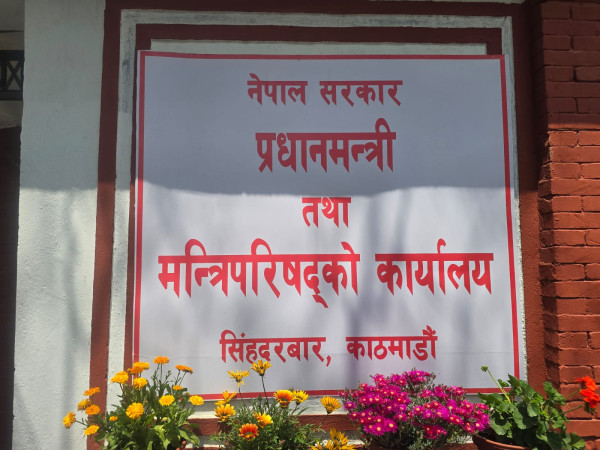 नेपाल सरकार
प्रधानमन्त्री
तथा
मन्त्रिपरिषद्को कार्यालय
सिंहदरबार, काठमाडौं